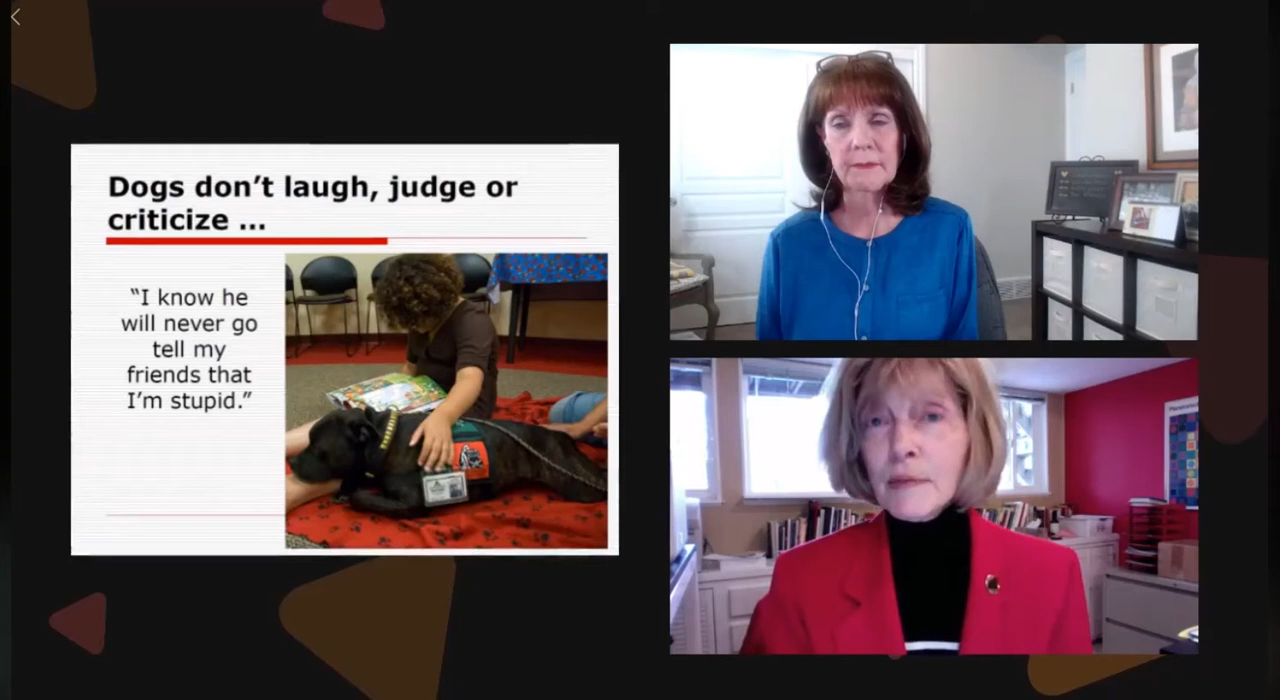 Dogs don’t laugh, judge or
criticize ...
“I know he
will never go
tell my
friends that
I’m stupid.”